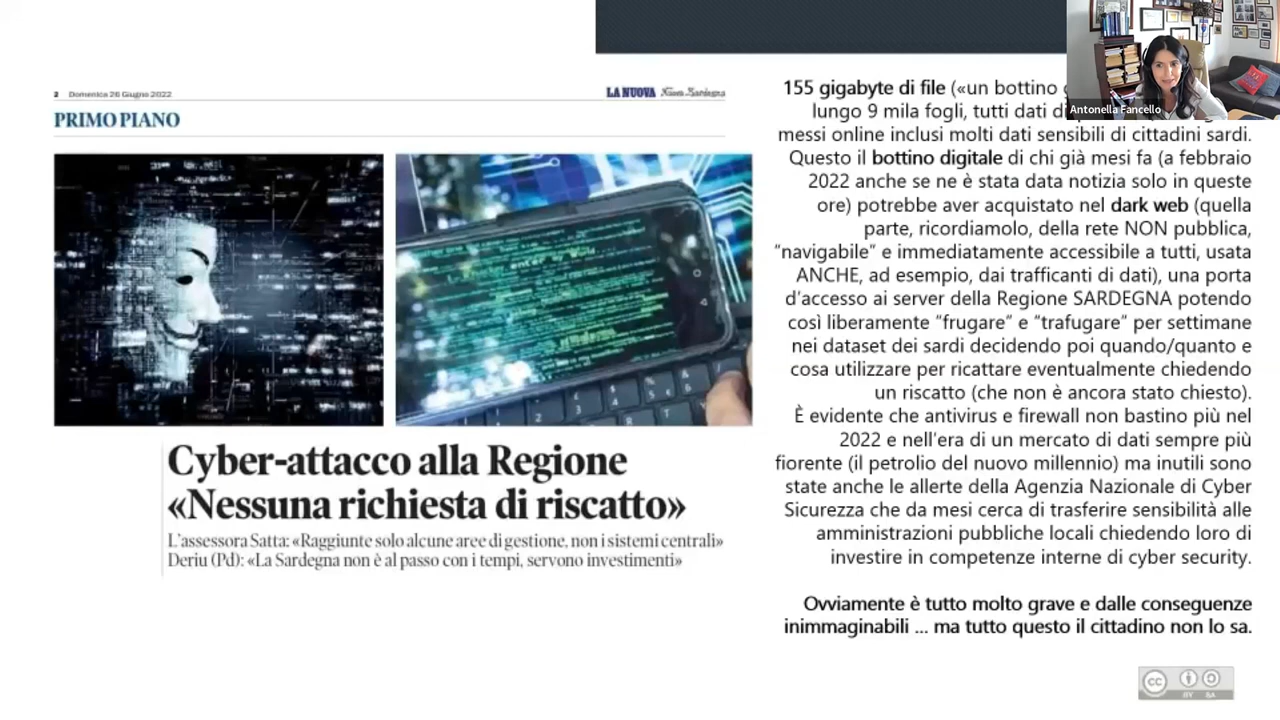 2 Domenica 26 Giugno 2022
LA NUOVA Nuova Sardegna
PRIMO PIANO
Cyber-attacco alla Regione
«Nessuna richiesta di riscatto»
L'assessora Satta: «Raggiunte solo alcune aree di gestione, non i sistemi centrali»
Deriu (Pd): «La Sardegna non è al passo con i tempi, servono investimenti»
155 gigabyte di file («un bottino
lungo 9 mila fogli, tutti dati
messi online inclusi molti dati sensibili di cittadini sardi.
Questo il bottino digitale di chi già mesi fa (a febbraio
2022 anche se ne è stata data notizia solo in queste
ore) potrebbe aver acquistato nel dark web (quella
parte, ricordiamolo, della rete NON pubblica,
“navigabile” e immediatamente accessibile a tutti, usata
ANCHE, ad esempio, dai trafficanti di dati), una porta
d’accesso ai server della Regione SARDEGNA potendo
così liberamente “frugare” e “trafugare” per settimane
nei dataset dei sardi decidendo poi quando/quanto e
cosa utilizzare per ricattare eventualmente chiedendo
un riscatto (che non è ancora stato chiesto).
È evidente che antivirus e firewall non bastino più nel
2022 e nell’era di un mercato di dati sempre più
fiorente (il petrolio del nuovo millennio) ma inutili sono
state anche le allerte della Agenzia Nazionale di Cyber
Sicurezza che da mesi cerca di trasferire sensibilità alle
amministrazioni pubbliche locali chiedendo loro di
investire in competenze interne di cyber security.
Ovviamente è tutto molto grave e dalle conseguenze
inimmaginabili ... ma tutto questo il cittadino non lo sa.
Antonella Fancello
cc
BY SA